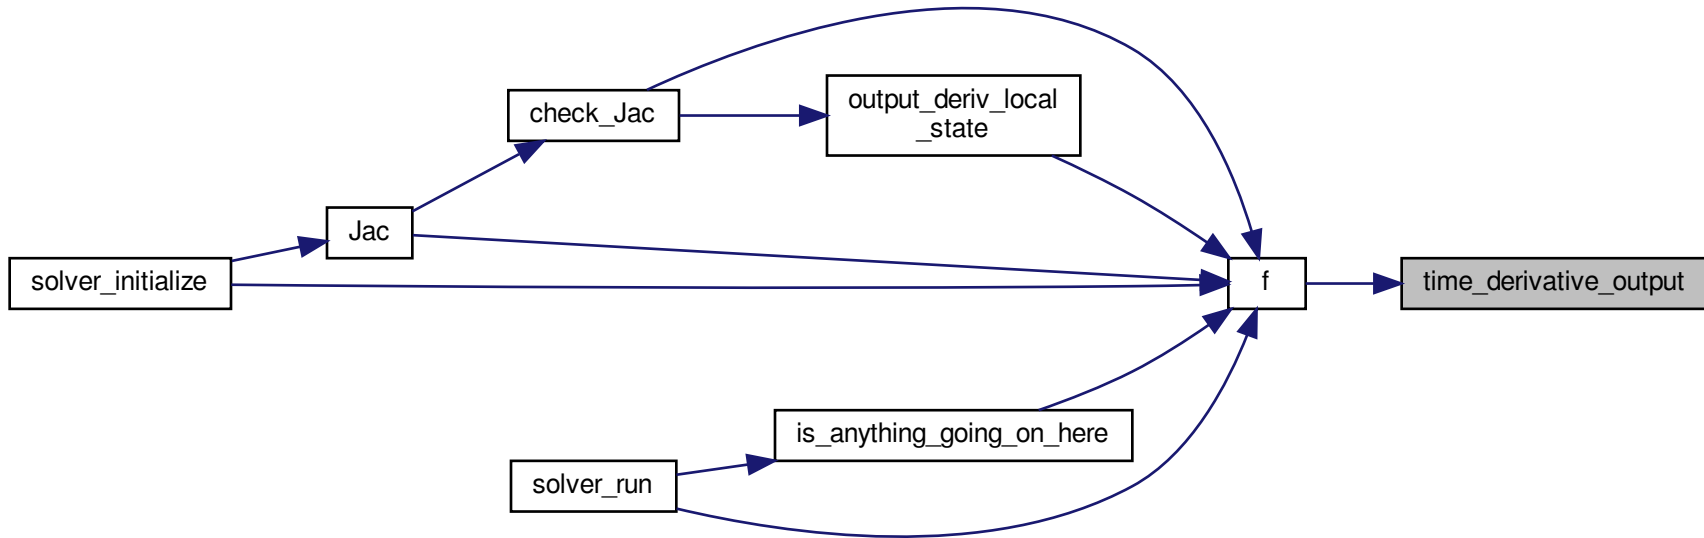 check_Jac
output_deriv_local
_state
Jac
solver_initialize
f
time_derivative_output
is_anything_going_on_here
solver_run